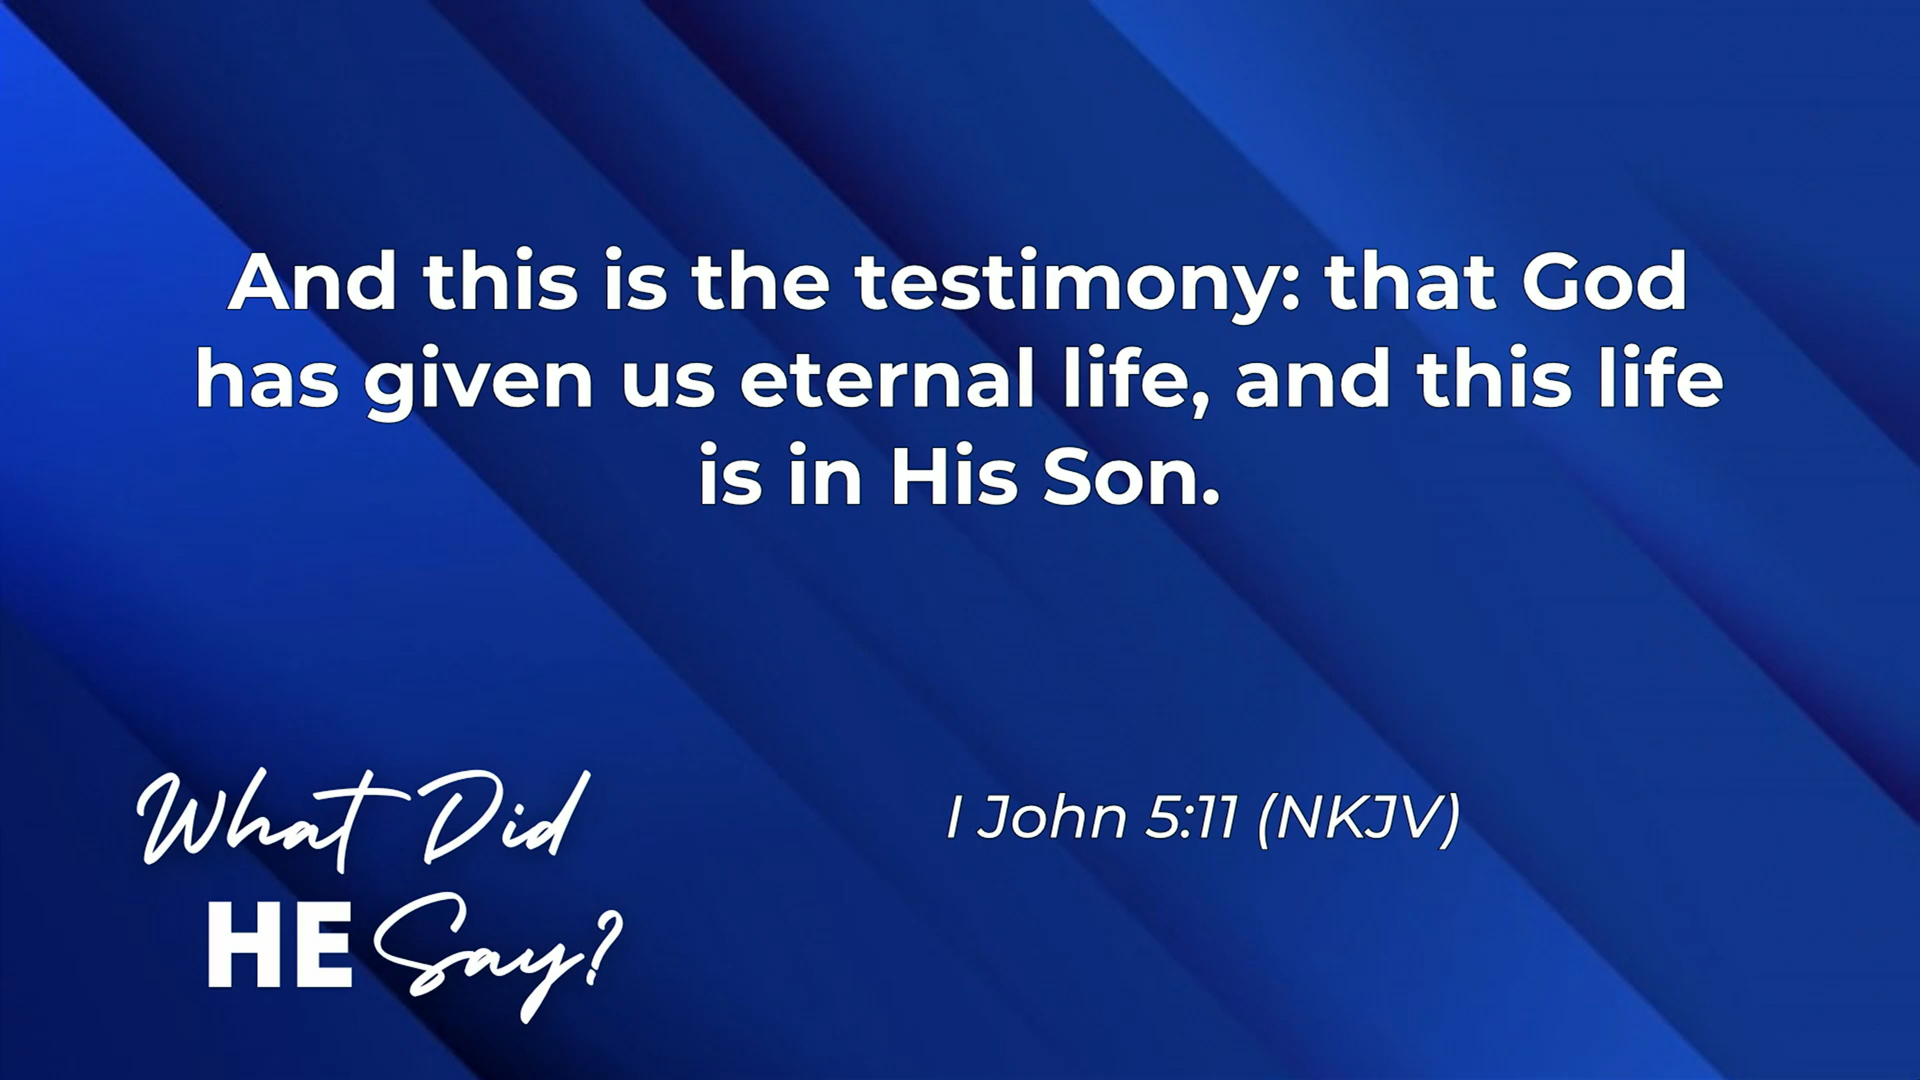 And this is the testimony: that God
has given us eternal life, and this life
is in His Son.
I John 5:11 (NKJV)
What Did
HE Say?